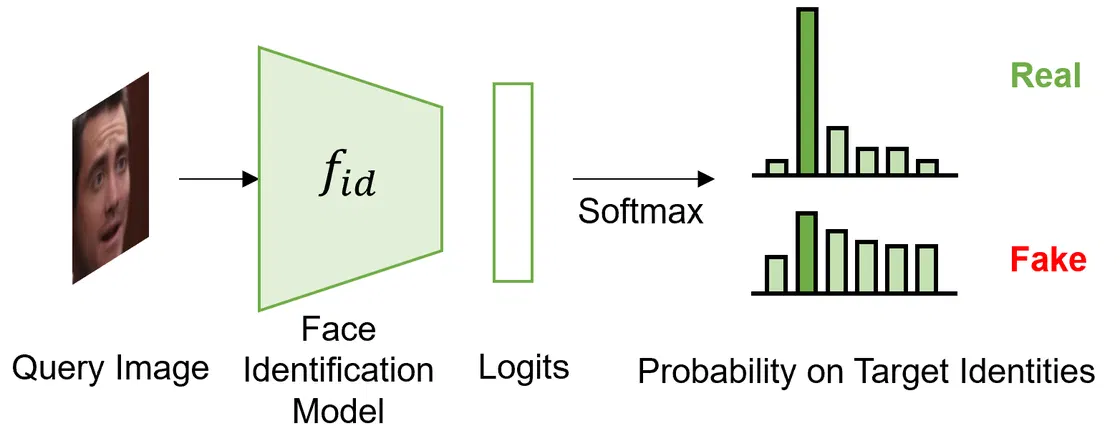 Real
f_id
Softmax
Fake
Query Image
Face
Identification
Model
Logits
Probability on Target Identities